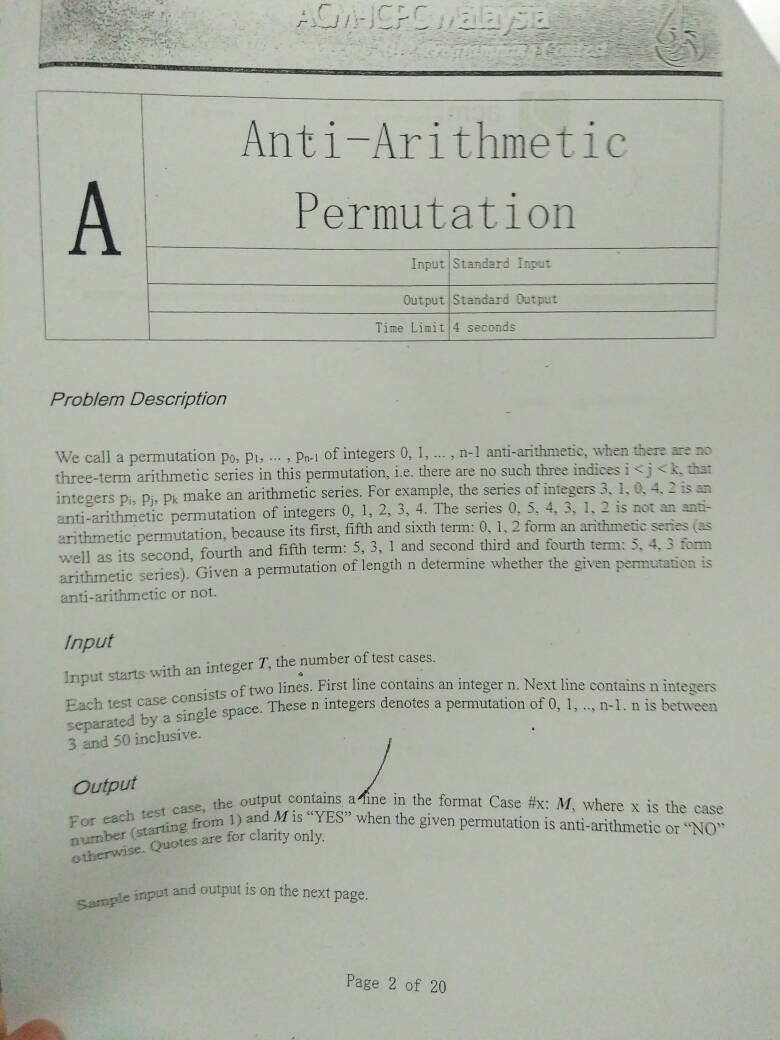 ACM-ICPC Malaysia
A
Anti-Arithmetic
Permutation
Input Standard Input
Output Standard Output
Time Limit 4 seconds
Problem Description
We call a permutation p0, p1, ... , pn-1 of integers 0, 1, ... , n-1 anti-arithmetic, when there are no
three-term arithmetic series in this permutation, i.e. there are no such three indices i < j < k, that
integers pi, pj, pk make an arithmetic series. For example, the series of integers 3, 1, 0, 4, 2 is an
anti-arithmetic permutation of integers 0, 1, 2, 3, 4. The series 0, 5, 4, 3, 1, 2 is not an anti-
arithmetic permutation, because its first, fifth and sixth term: 0, 1, 2 form an arithmetic series (as
well as its second, fourth and fifth term: 5, 3, 1 and second third and fourth term: 5, 4, 3 form
arithmetic series). Given a permutation of length n determine whether the given permutation is
anti-arithmetic or not.
Input
Input starts with an integer T, the number of test cases.
Each test case consists of two lines. First line contains an integer n. Next line contains n integers
separated by a single space. These n integers denotes a permutation of 0, 1, .., n-1. n is between
3 and 50 inclusive.
Output
For each test case, the output contains a line in the format Case #x: M, where x is the case
number (starting from 1) and M is “YES” when the given permutation is anti-arithmetic or “NO”
otherwise. Quotes are for clarity only.
Sample input and output is on the next page.
Page 2 of 20